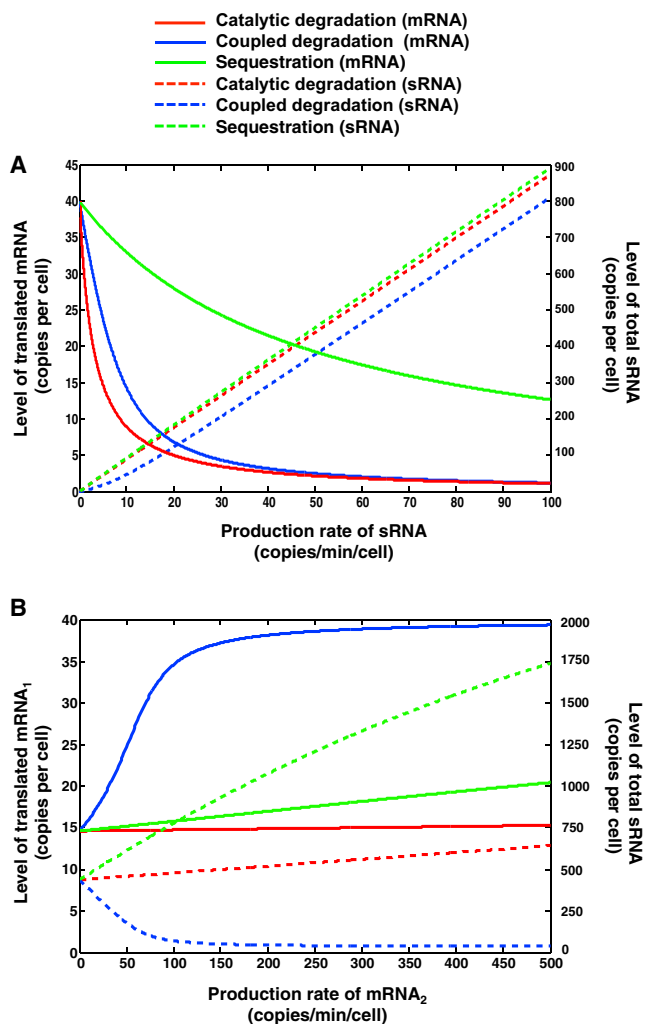 Catalytic degradation (mRNA)
Coupled degradation (mRNA)
Sequestration (mRNA)
Catalytic degradation (sRNA)
Coupled degradation (sRNA)
Sequestration (sRNA)
A
45
40
35
30
25
20
15
10
5
0
Level of translated mRNA
(copies per cell)
900
800
700
600
500
400
300
200
100
Level of total sRNA
(copies per cell)
0 10 20 30 40 50 60 70 80 90 100
Production rate of sRNA
(copies/min/cell)
B
40
35
30
25
20
15
10
5
0
Level of translated mRNA₁
(copies per cell)
2000
1750
1500
1250
1000
750
500
250
0
Level of total sRNA
(copies per cell)
0 50 100 150 200 250 300 350 400 450 500
Production rate of mRNA₂
(copies/min/cell)